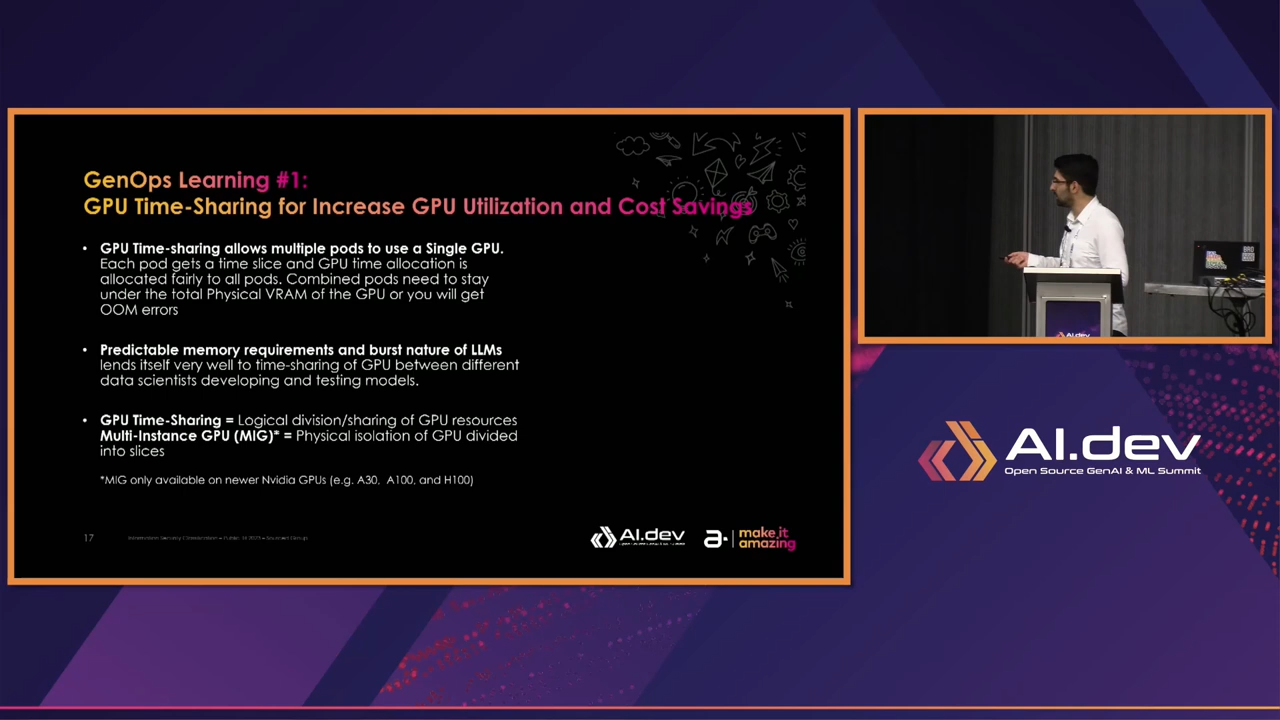 GenOps Learning #1:
GPU Time-Sharing for Increase GPU Utilization and Cost Savings
• GPU Time-sharing allows multiple pods to use a Single GPU.
Each pod gets a time slice and GPU time allocation is
allocated fairly to all pods. Combined pods need to stay
under the total Physical VRAM of the GPU or you will get
OOM errors
• Predictable memory requirements and burst nature of LLMs
lends itself very well to time-sharing of GPU between different
data scientists developing and testing models.
• GPU Time-Sharing = Logical division/sharing of GPU resources
Multi-Instance GPU (MIG)* = Physical isolation of GPU divided
into slices
*MIG only available on newer Nvidia GPUs (e.g. A30, A100, and H100)
17
AI.dev
a.
make it
amazing
AI.dev
AI.dev
Open Source GenAI & ML Summit